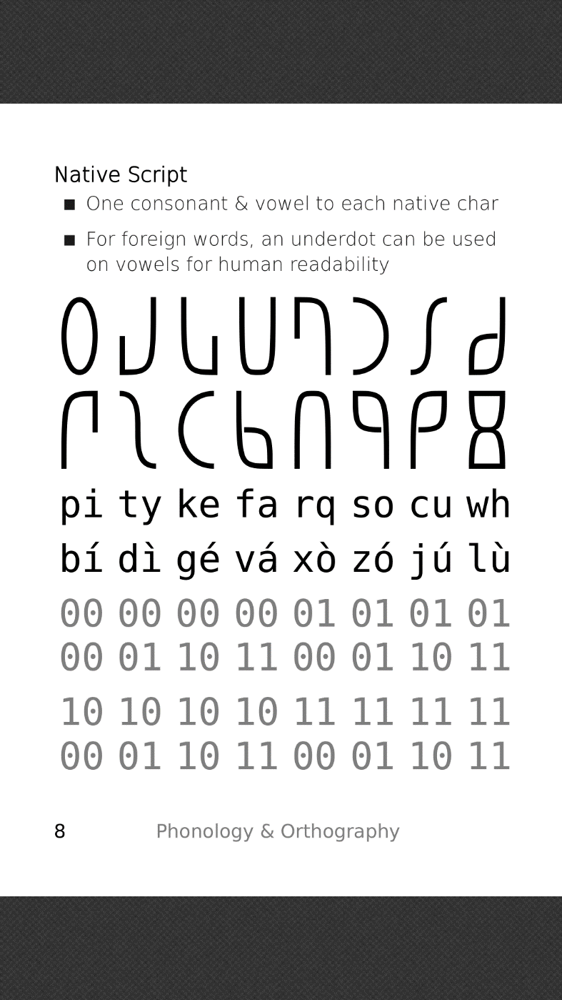 Native Script
▪ One consonant & vowel to each native char
▪ For foreign words, an underdot can be used
on vowels for human readability
pi ty ke fa rq so cu wh
bí dì gé vá xò zó jú lù
00 00 00 00 01 01 01 01
00 01 10 11 00 01 10 11
10 10 10 10 11 11 11 11
00 01 10 11 00 01 10 11
8 Phonology & Orthography